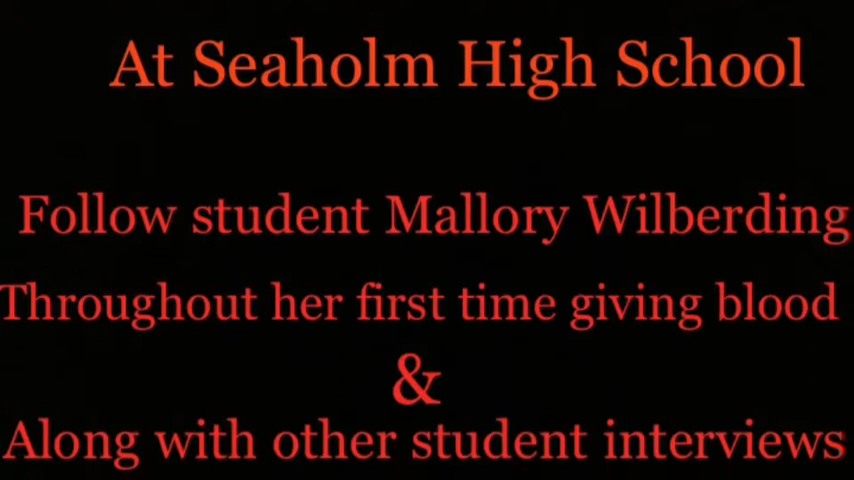 At Seaholm High School
Follow student Mallory Wilberding
Throughout her first time giving blood
&
Along with other student interviews